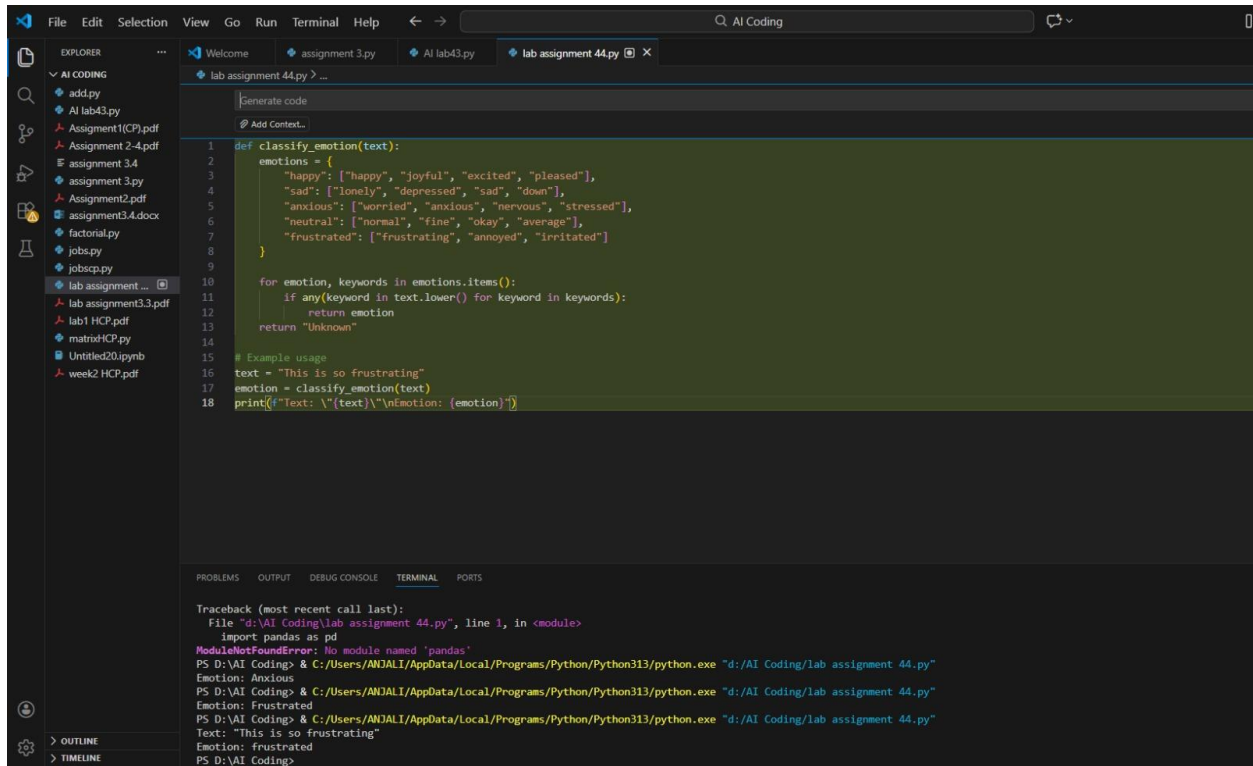 File Edit Selection View Go Run Terminal Help ← → AI Coding
EXPLORER ... Welcome assignment 3.py AI lab43.py lab assignment 44.py
AI CODING
lab assignment 44.py > ...
add.py
AI lab43.py
Assigment1(CP).pdf
Assignment 2-4.pdf
assignment 3.4
assignment 3.py
Assignment2.pdf
assignment3.4.docx
factorial.py
jobs.py
jobscp.py
lab assignment ...
lab assignment3.3.pdf
lab1 HCP.pdf
matrixHCP.py
Untitled20.ipynb
week2 HCP.pdf
Generate code
Add Context...
1 def classify_emotion(text):
2     emotions = {
3         "happy": ["happy", "joyful", "excited", "pleased"],
4         "sad": ["lonely", "depressed", "sad", "down"],
5         "anxious": ["worried", "anxious", "nervous", "stressed"],
6         "neutral": ["normal", "fine", "okay", "average"],
7         "frustrated": ["frustrating", "annoyed", "irritated"]
8     }
9
10     for emotion, keywords in emotions.items():
11         if any(keyword in text.lower() for keyword in keywords):
12             return emotion
13     return "Unknown"
14
15 # Example usage
16 text = "This is so frustrating"
17 emotion = classify_emotion(text)
18 print(f"Text: \"{text}\"\nEmotion: {emotion}")
PROBLEMS OUTPUT DEBUG CONSOLE TERMINAL PORTS
Traceback (most recent call last):
  File "d:\AI Coding\lab assignment 44.py", line 1, in <module>
    import pandas as pd
ModuleNotFoundError: No module named 'pandas'
PS D:\AI Coding> & C:/Users/ANJALI/AppData/Local/Programs/Python/Python313/python.exe "d:/AI Coding/lab assignment 44.py"
Emotion: Anxious
PS D:\AI Coding> & C:/Users/ANJALI/AppData/Local/Programs/Python/Python313/python.exe "d:/AI Coding/lab assignment 44.py"
Emotion: Frustrated
PS D:\AI Coding> & C:/Users/ANJALI/AppData/Local/Programs/Python/Python313/python.exe "d:/AI Coding/lab assignment 44.py"
Text: "This is so frustrating"
Emotion: frustrated
PS D:\AI Coding>
OUTLINE
TIMELINE